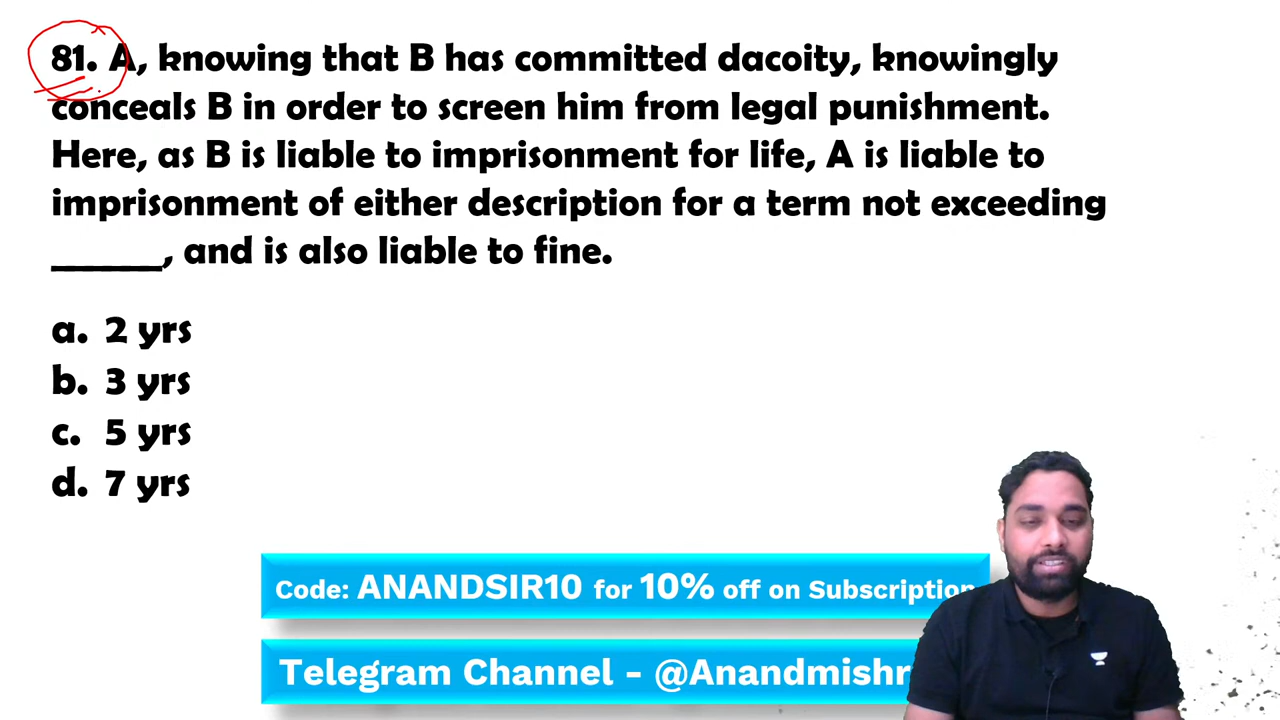 81. A, knowing that B has committed dacoity, knowingly
conceals B in order to screen him from legal punishment.
Here, as B is liable to imprisonment for life, A is liable to
imprisonment of either description for a term not exceeding
______, and is also liable to fine.
a. 2 yrs
b. 3 yrs
c. 5 yrs
d. 7 yrs
Code: ANANDSIR10 for 10% off on Subscription
Telegram Channel - @Anandmishr